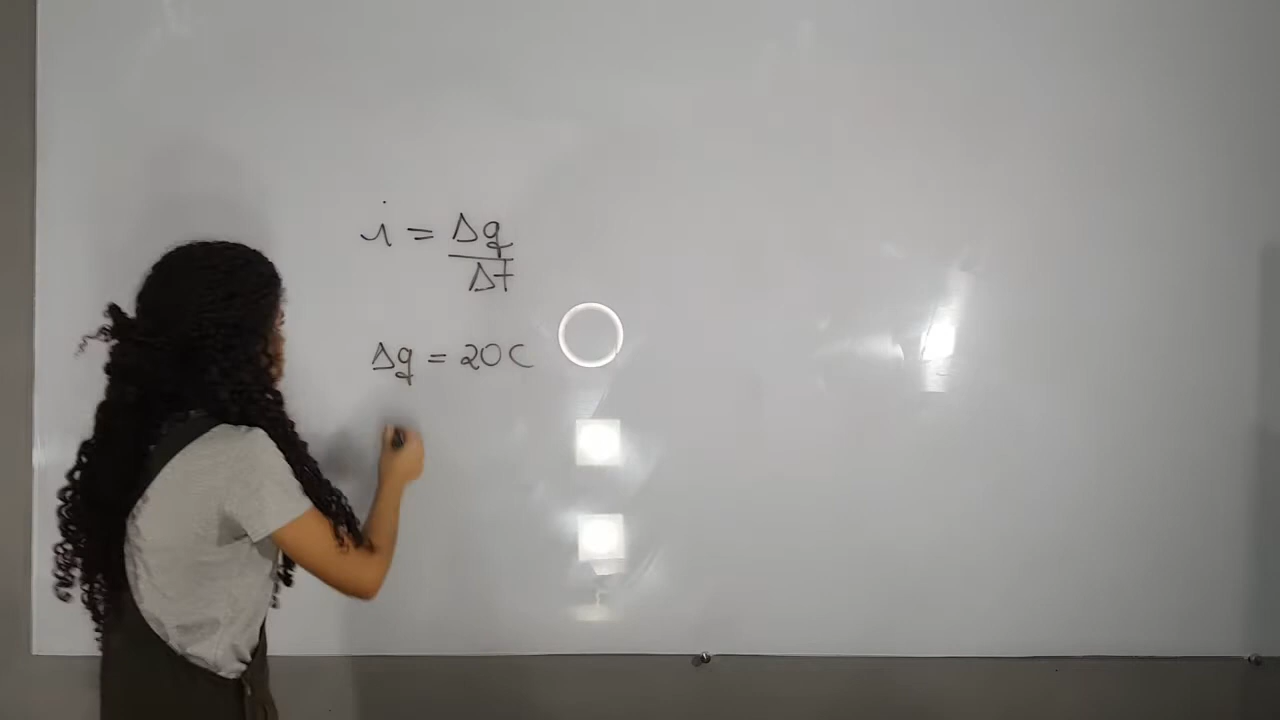 i = Δq
Δt
Δq = 20C